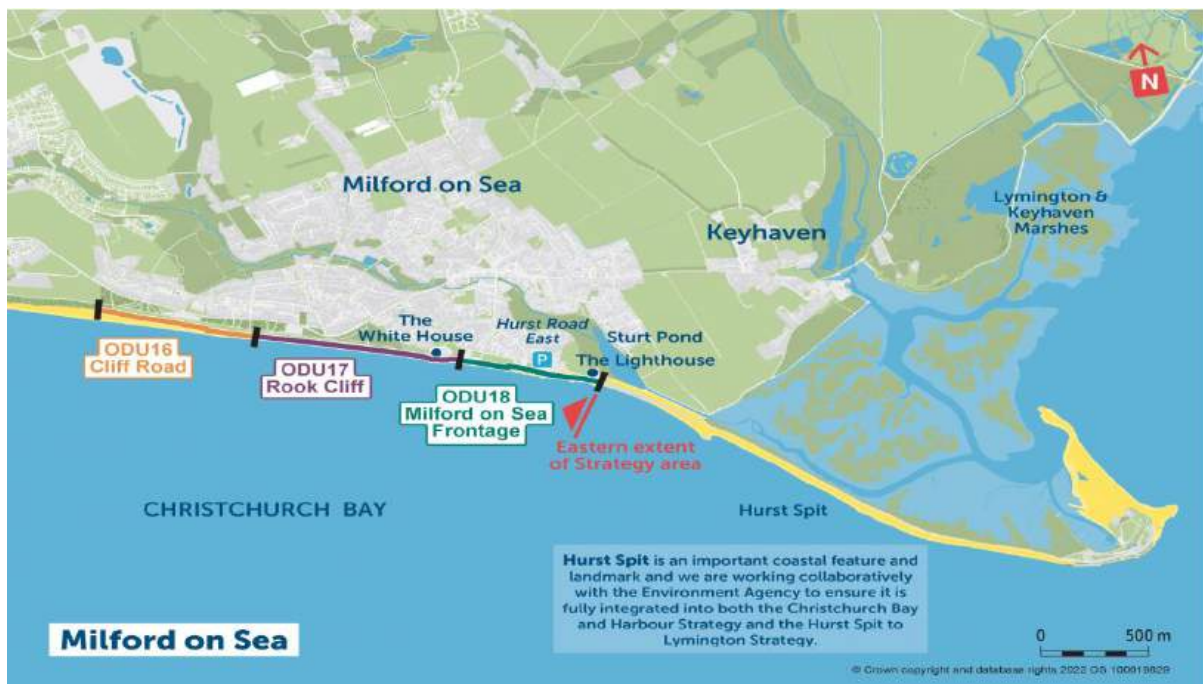 N
Milford on Sea
Keyhaven
Lymington &
Keyhaven
Marshes
The
White House
Hurst Road
East
P
Sturt Pond
The Lighthouse
ODU16
Cliff Road
ODU17
Rook Cliff
ODU18
Milford on Sea
Frontage
Eastern extent
of Strategy area
CHRISTCHURCH BAY
Hurst Spit
Hurst Spit is an important coastal feature and
landmark and we are working collaboratively
with the Environment Agency to ensure it is
fully integrated into both the Christchurch Bay
and Harbour Strategy and the Hurst Spit to
Lymington Strategy.
Milford on Sea
0 500 m
© Crown copyright and database rights 2022 OS 100019829